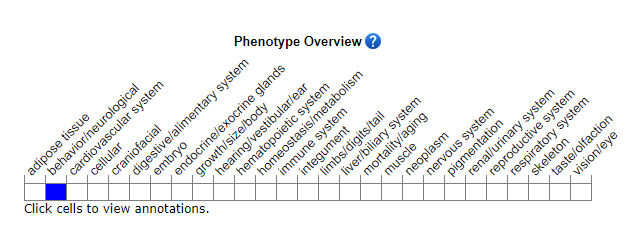 Phenotype Overview ?
adipose tissue
behavior/neurological
cardiovascular system
cellular
craniofacial
digestive/alimentary system
embryo
endocrine/exocrine glands
growth/size/body
hearing/vestibular/ear
hematopoietic system
homeostasis/metabolism
immune system
integument
limbs/digits/tail
liver/biliary system
mortality/aging
muscle
neoplasm
nervous system
pigmentation
renal/urinary system
reproductive system
respiratory system
skeleton
taste/olfaction
vision/eye
Click cells to view annotations.